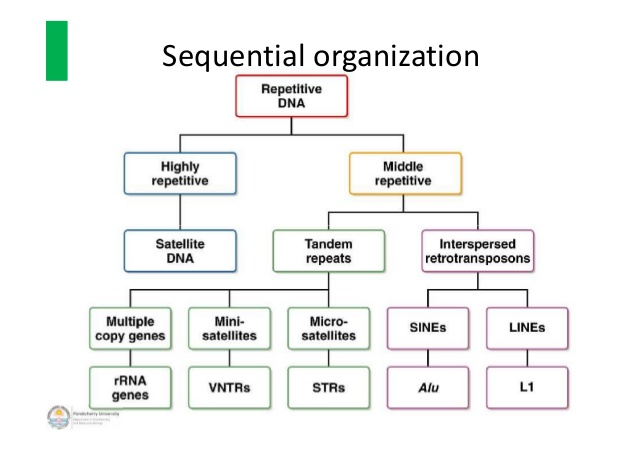 Sequential organization
Repetitive
DNA
Highly
repetitive
Middle
repetitive
Satellite
DNA
Tandem
repeats
Interspersed
retrotransposons
Multiple
copy genes
Mini-
satellites
Micro-
satellites
SINEs
LINEs
rRNA
genes
VNTRs
STRs
Alu
L1
Pondicherry University